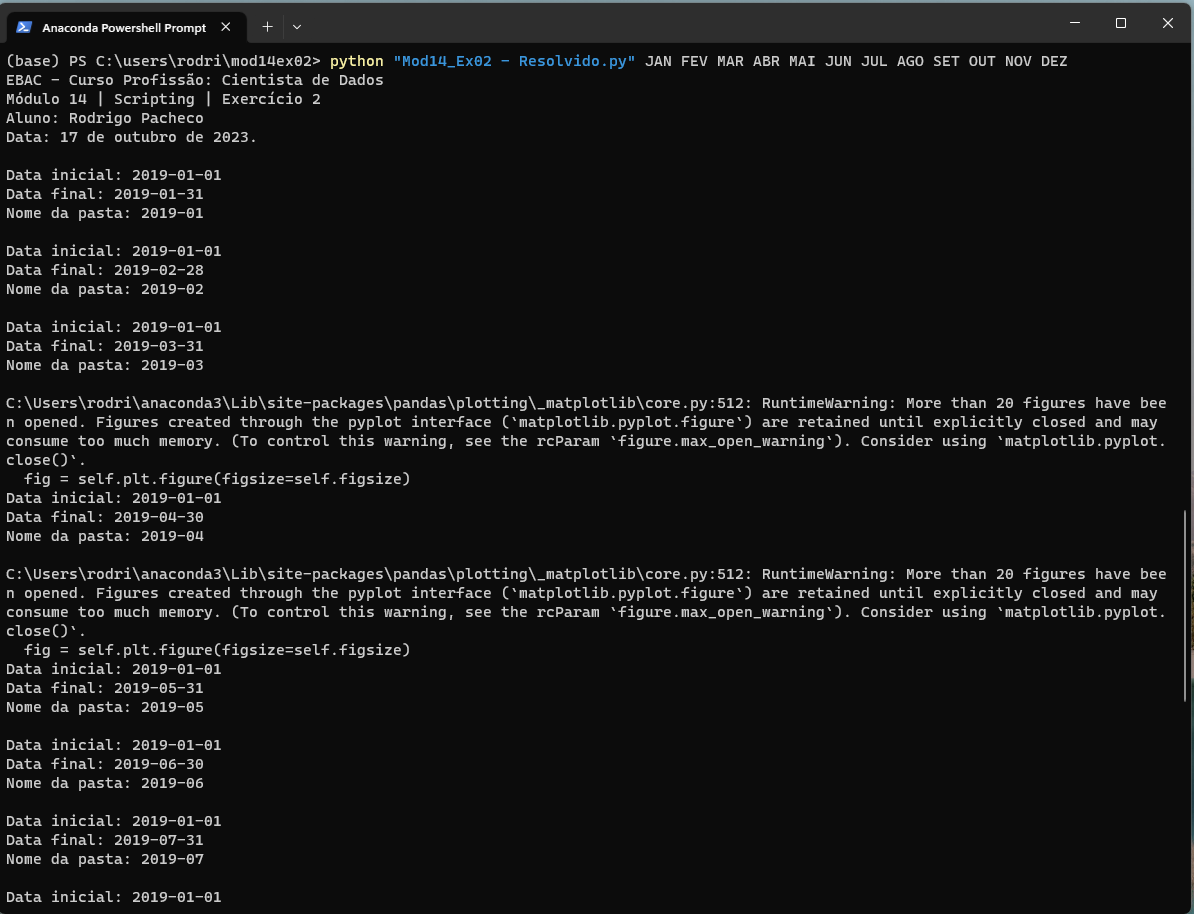 Anaconda Powershell Prompt
(base) PS C:\users\rodri\mod14ex02> python "Mod14_Ex02 - Resolvido.py" JAN FEV MAR ABR MAI JUN JUL AGO SET OUT NOV DEZ
EBAC - Curso Profissão: Cientista de Dados
Módulo 14 | Scripting | Exercício 2
Aluno: Rodrigo Pacheco
Data: 17 de outubro de 2023.
Data inicial: 2019-01-01
Data final: 2019-01-31
Nome da pasta: 2019-01
Data inicial: 2019-01-01
Data final: 2019-02-28
Nome da pasta: 2019-02
Data inicial: 2019-01-01
Data final: 2019-03-31
Nome da pasta: 2019-03
C:\Users\rodri\anaconda3\Lib\site-packages\pandas\plotting\_matplotlib\core.py:512: RuntimeWarning: More than 20 figures have bee
n opened. Figures created through the pyplot interface (`matplotlib.pyplot.figure`) are retained until explicitly closed and may
consume too much memory. (To control this warning, see the rcParam `figure.max_open_warning`). Consider using `matplotlib.pyplot.
close()`.
  fig = self.plt.figure(figsize=self.figsize)
Data inicial: 2019-01-01
Data final: 2019-04-30
Nome da pasta: 2019-04
C:\Users\rodri\anaconda3\Lib\site-packages\pandas\plotting\_matplotlib\core.py:512: RuntimeWarning: More than 20 figures have bee
n opened. Figures created through the pyplot interface (`matplotlib.pyplot.figure`) are retained until explicitly closed and may
consume too much memory. (To control this warning, see the rcParam `figure.max_open_warning`). Consider using `matplotlib.pyplot.
close()`.
  fig = self.plt.figure(figsize=self.figsize)
Data inicial: 2019-01-01
Data final: 2019-05-31
Nome da pasta: 2019-05
Data inicial: 2019-01-01
Data final: 2019-06-30
Nome da pasta: 2019-06
Data inicial: 2019-01-01
Data final: 2019-07-31
Nome da pasta: 2019-07
Data inicial: 2019-01-01